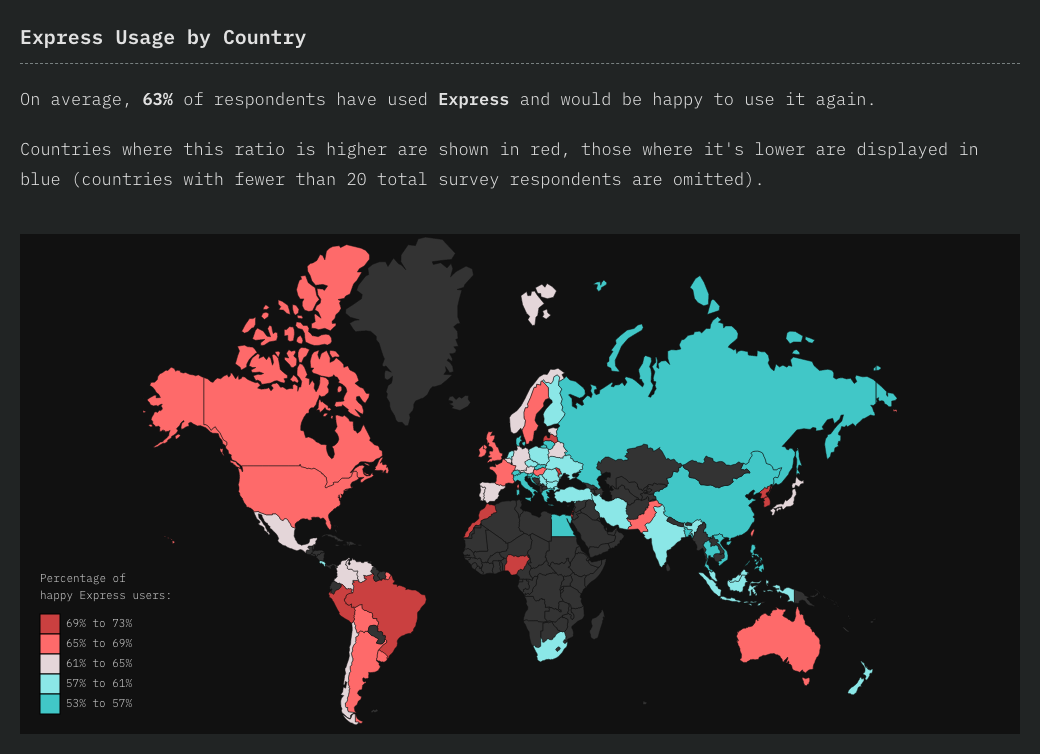 Express Usage by Country
On average, 63% of respondents have used Express and would be happy to use it again.
Countries where this ratio is higher are shown in red, those where it's lower are displayed in
blue (countries with fewer than 20 total survey respondents are omitted).
Percentage of
happy Express users:
69% to 73%
65% to 69%
61% to 65%
57% to 61%
53% to 57%